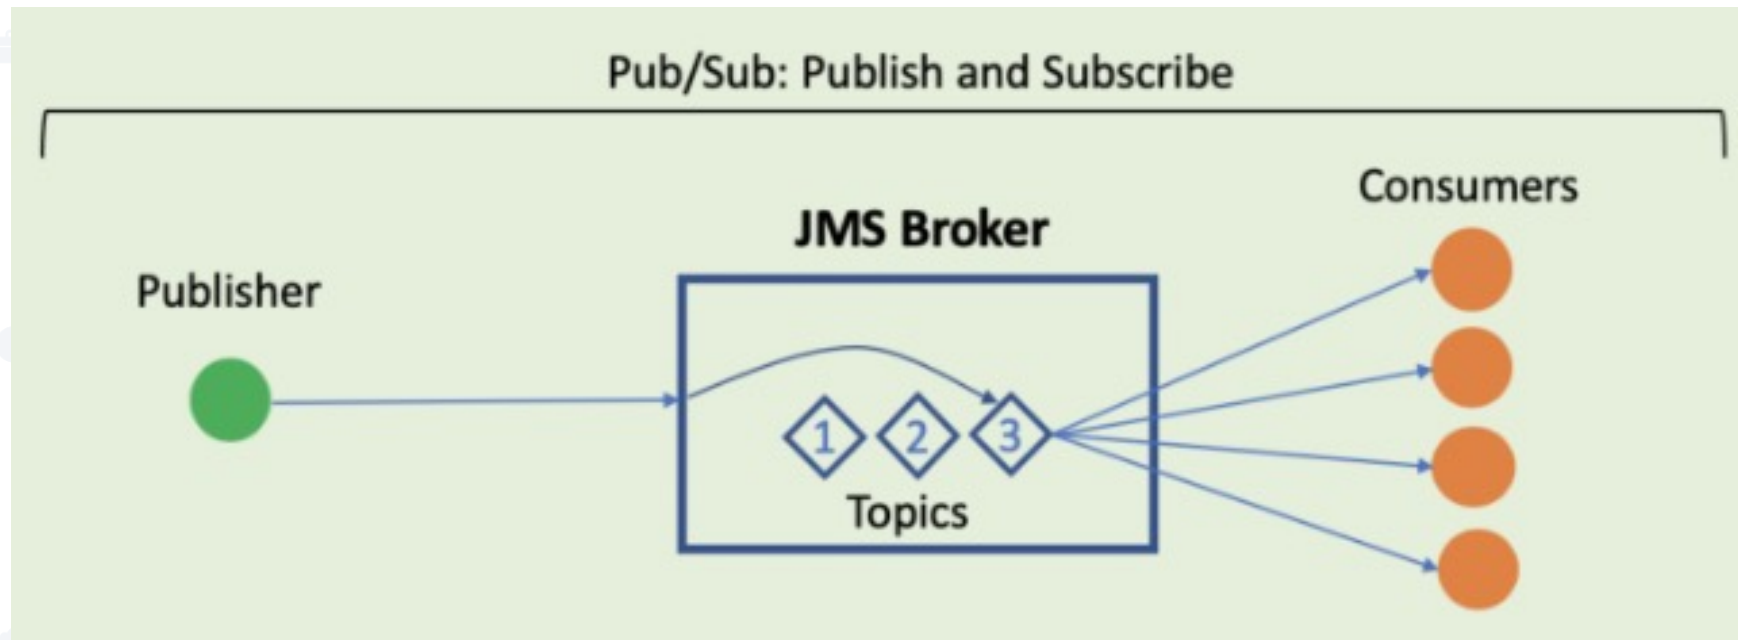 Pub/Sub: Publish and Subscribe
Consumers
JMS Broker
Publisher
1 2 3
Topics